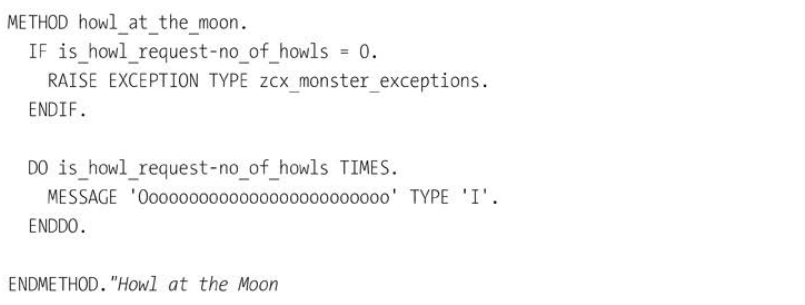 METHOD howl_at_the_moon.
IF is_howl_request-no_of_howls = 0.
RAISE EXCEPTION TYPE zcx_monster_exceptions.
ENDIF.
DO is_howl_request-no_of_howls TIMES.
MESSAGE 'Ooooooooooooooooooooooooo' TYPE 'I'.
ENDDO.
ENDMETHOD."Howl at the Moon